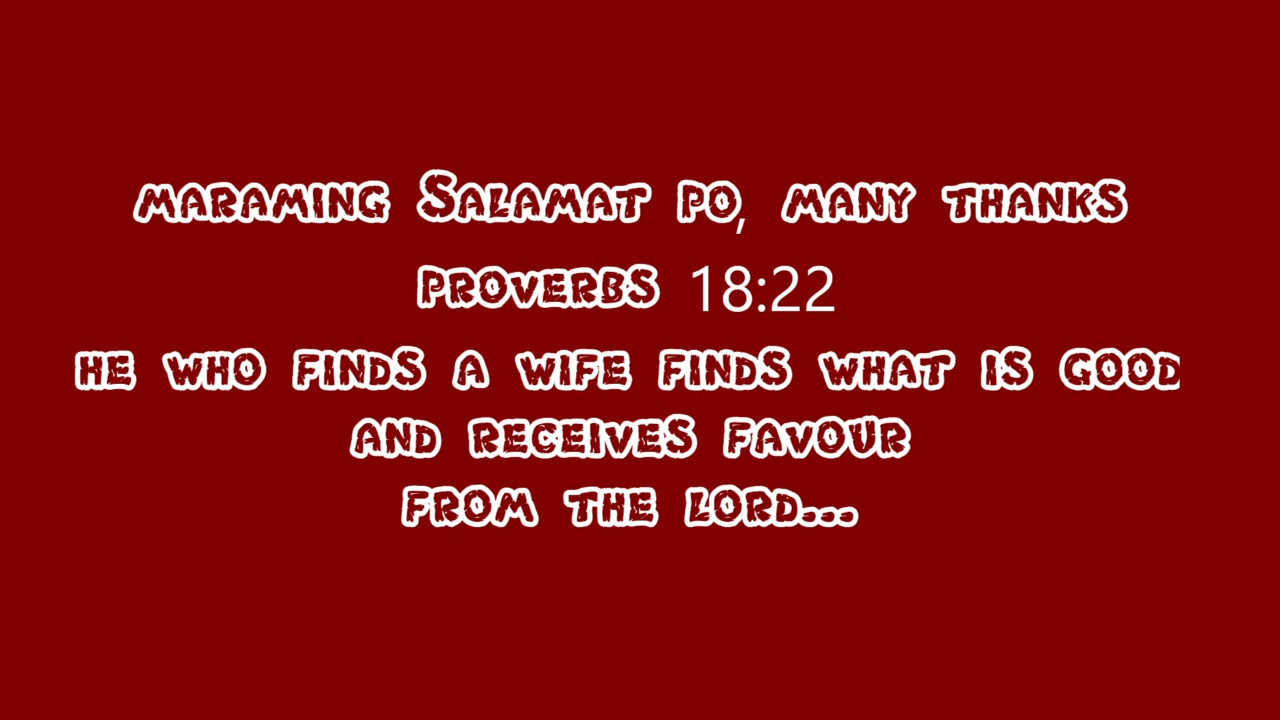 maraming Salamat po, many thanks
proverbs 18:22
he who finds a wife finds what is good
and receives favour
from the lord...